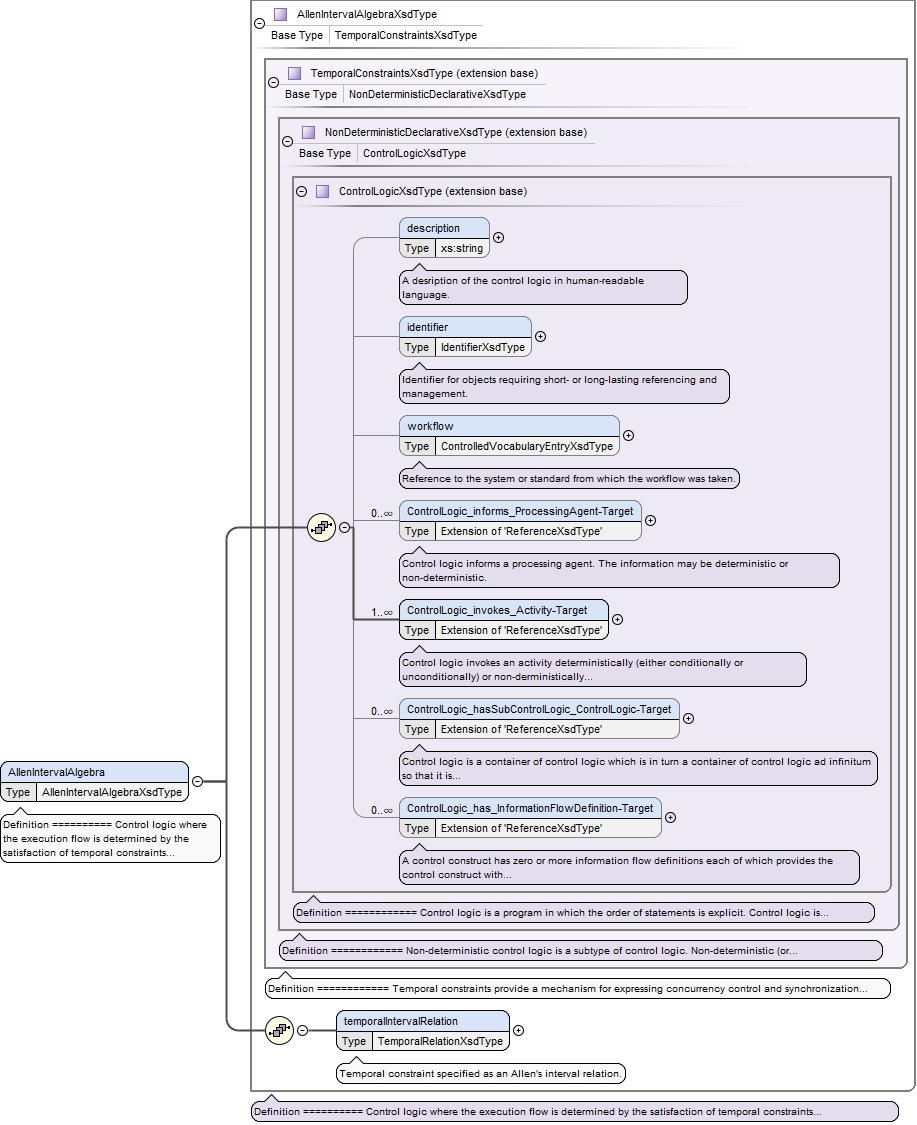 AllenIntervalAlgebraXsdType
Base Type TemporalConstraintsXsdType
TemporalConstraintsXsdType (extension base)
Base Type NonDeterministicDeclarativeXsdType
NonDeterministicDeclarativeXsdType (extension base)
Base Type ControlLogicXsdType
ControlLogicXsdType (extension base)
description
Type xs:string
A desription of the control logic in human-readable
language.
identifier
Type IdentifierXsdType
Identifier for objects requiring short- or long-lasting referencing and
management.
workflow
Type ControlledVocabularyEntryXsdType
Reference to the system or standard from which the workflow was taken.
0..∞ ControlLogic_informs_ProcessingAgent-Target
Type Extension of 'ReferenceXsdType'
Control logic informs a processing agent. The information may be deterministic or
non-deterministic.
1..∞ ControlLogic_invokes_Activity-Target
Type Extension of 'ReferenceXsdType'
Control logic invokes an activity deterministically (either conditionally or
unconditionally) or non-derministically...
0..∞ ControlLogic_hasSubControlLogic_ControlLogic-Target
Type Extension of 'ReferenceXsdType'
Control logic is a container of control logic which is in turn a container of control logic ad infinitum
so that it is...
0..∞ ControlLogic_has_InformationFlowDefinition-Target
Type Extension of 'ReferenceXsdType'
A control construct has zero or more information flow definitions each of which provides the
control construct with...
AllenIntervalAlgebra
Type AllenIntervalAlgebraXsdType
Definition ========== Control logic where
the execution flow is determined by the
satisfaction of temporal constraints...
Definition ============ Control logic is a program in which the order of statements is explicit. Control logic is...
Definition ============ Non-deterministic control logic is a subtype of control logic. Non-deterministic (or...
Definition ============ Temporal constraints provide a mechanism for expressing concurrency control and synchronization...
temporalIntervalRelation
Type TemporalRelationXsdType
Temporal constraint specified as an Allen's interval relation.
Definition ========== Control logic where the execution flow is determined by the satisfaction of temporal constraints...